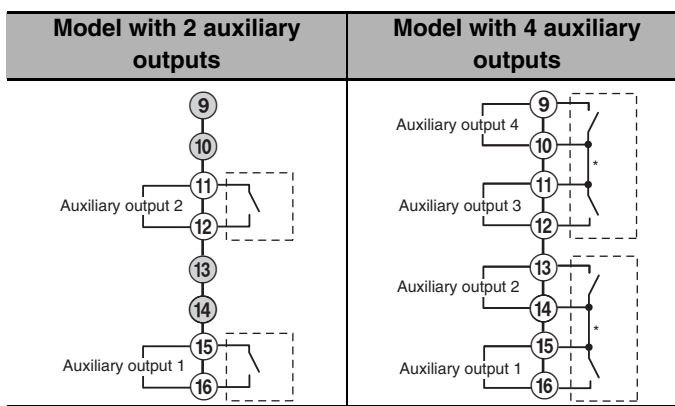 Model with 2 auxiliary
outputs
Model with 4 auxiliary
outputs
9
10
11
Auxiliary output 2
12
13
14
15
Auxiliary output 1
16
9
Auxiliary output 4
10
*
11
Auxiliary output 3
12
13
Auxiliary output 2
14
*
15
Auxiliary output 1
16